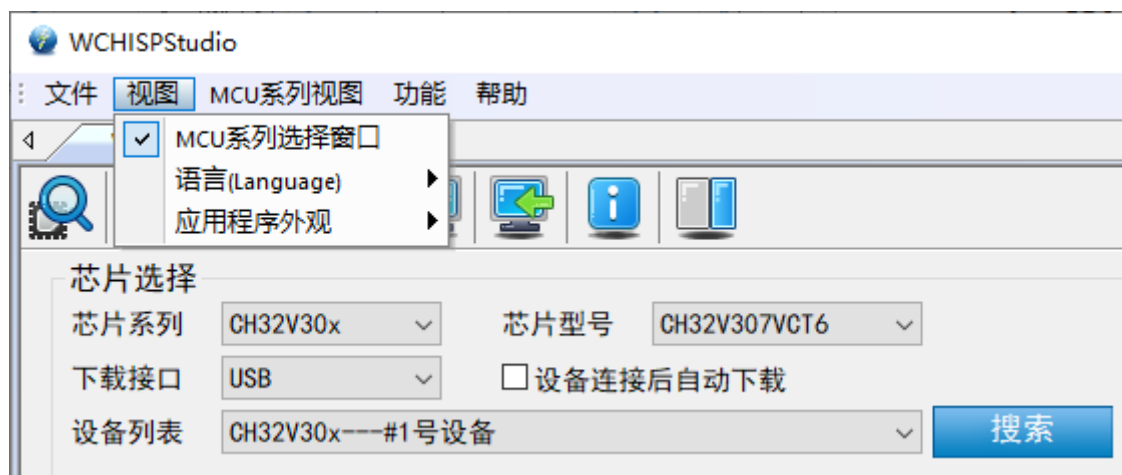 WCHISPStudio
文件 视图 MCU系列视图 功能 帮助
MCU系列选择窗口
语言(Language)
应用程序外观
芯片选择
芯片系列 CH32V30x 芯片型号 CH32V307VCT6
下载接口 USB 设备连接后自动下载
设备列表 CH32V30x---#1号设备 搜索